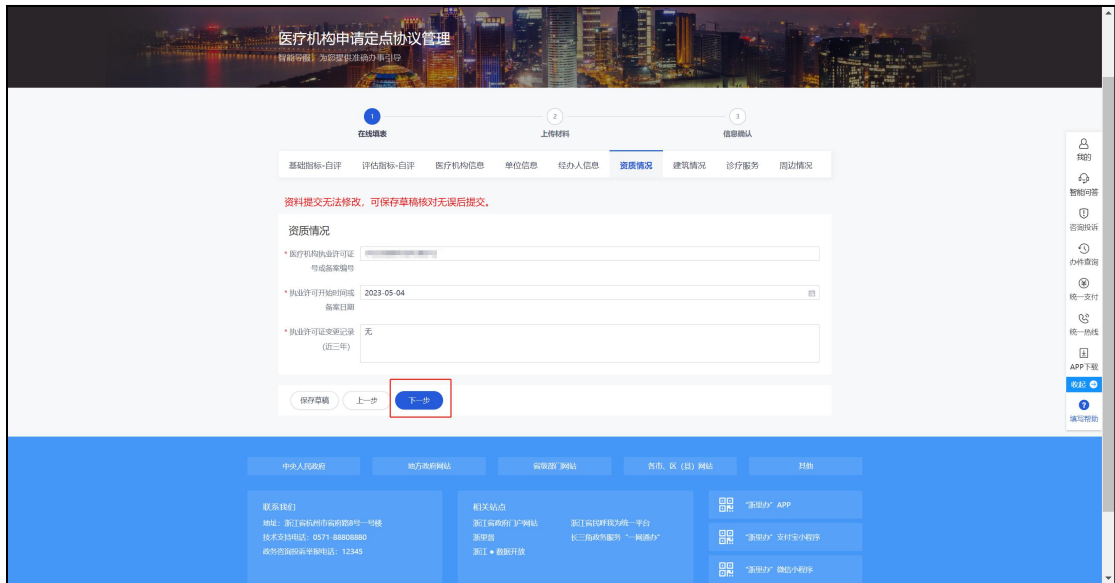 医疗机构申请定点协议管理
智能导服，为您提供准确办事引导
1
2
3
在线填表
上传材料
信息确认
基础指标-自评 评估指标-自评 医疗机构信息 单位信息 经办人信息 资质情况 建筑情况 诊疗服务 周边情况
资料提交无法修改，可保存草稿核对无误后提交。
资质情况
* 医疗机构执业许可证
号或备案编号
* 执业许可开始时间或
备案日期
2023-05-04
* 执业许可证变更记录
(近三年)
无
保存草稿 上一步 下一步
我的
智能问答
咨询投诉
办件查询
统一支付
统一热线
APP下载
收起
填写帮助
中央人民政府 地方政府网站 省级部门网站 各市、区（县）网站 其他
联系我们
地址：浙江省杭州市省府路8号一号楼
技术支持电话：0571-88808880
政务咨询投诉举报电话：12345
相关站点
浙江省政府门户网站 浙江省民呼我为统一平台
浙里督 长三角政务服务“一网通办”
浙江●数据开放
“浙里办” APP
“浙里办” 支付宝小程序
“浙里办” 微信小程序